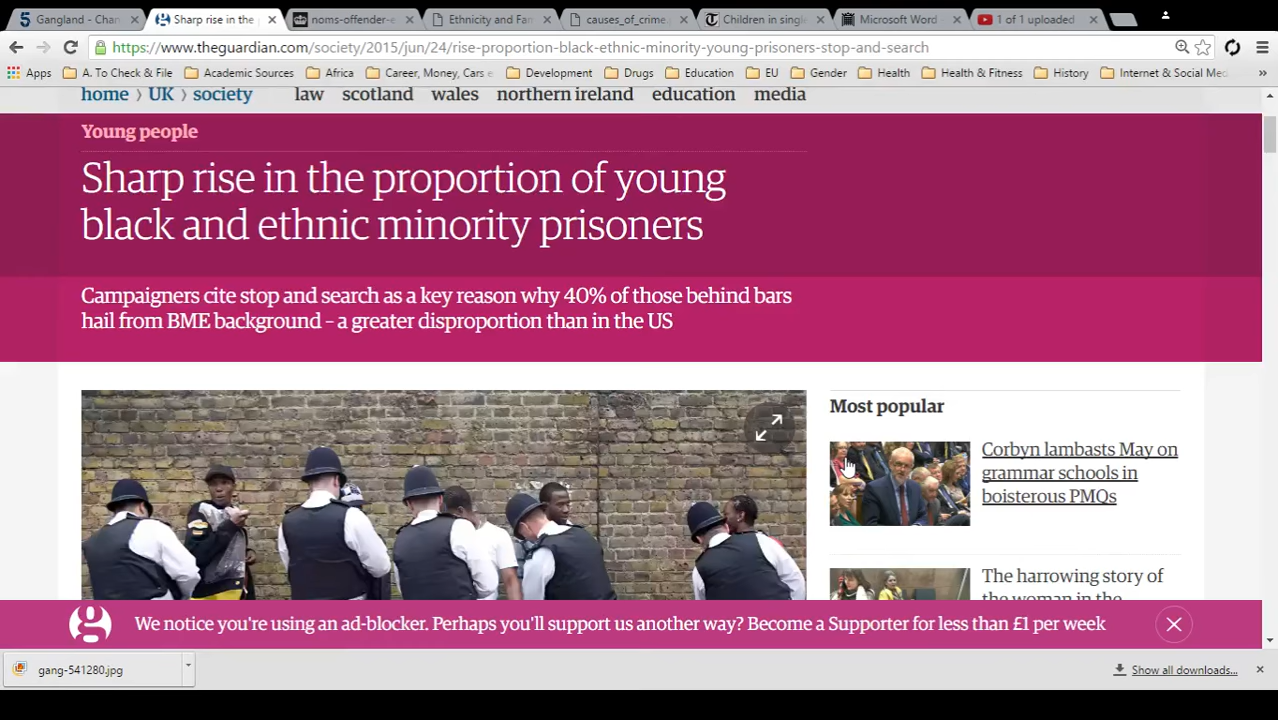 Gangland - Chan
Sharp rise in the
noms-offender-e
Ethnicity and Fam
causes_of_crime
Children in singl
Microsoft Word
1 of 1 uploaded
https://www.theguardian.com/society/2015/jun/24/rise-proportion-black-ethnic-minority-young-prisoners-stop-and-search
Apps A. To Check & File Academic Sources Africa Career, Money, Cars e Development Drugs Education EU Gender Health Health & Fitness History Internet & Social Med
home › UK › society law scotland wales northern ireland education media
Young people
Sharp rise in the proportion of young
black and ethnic minority prisoners
Campaigners cite stop and search as a key reason why 40% of those behind bars
hail from BME background – a greater disproportion than in the US
Most popular
Corbyn lambasts May on
grammar schools in
boisterous PMQs
The harrowing story of
the woman in the
We notice you're using an ad-blocker. Perhaps you'll support us another way? Become a Supporter for less than £1 per week
gang-541280.jpg
Show all downloads...